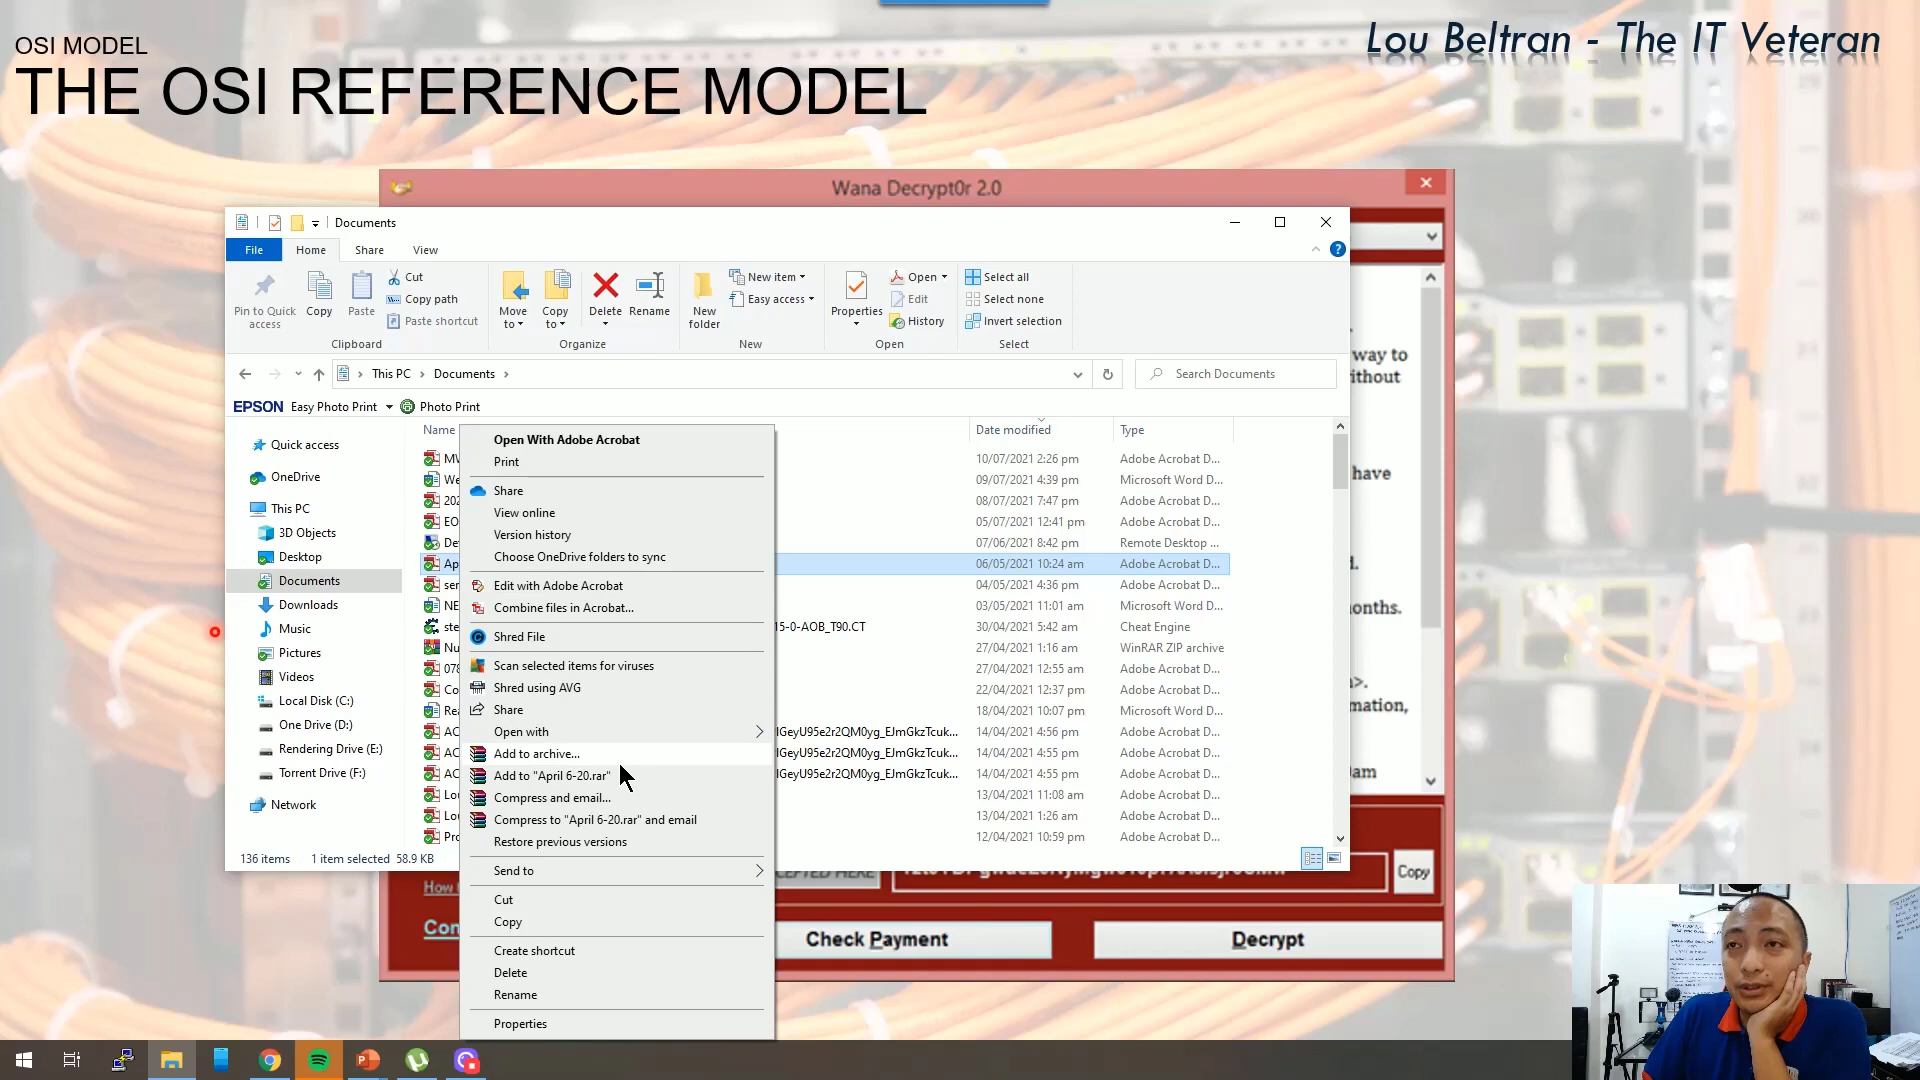 OSI MODEL
THE OSI REFERENCE MODEL
Lou Beltran - The IT Veteran
Wana Decrypt0r 2.0
Documents
File Home Share View
Pin to Quick access
Copy
Paste
Cut
Copy path
Paste shortcut
Move to
Copy to
Delete
Rename
New folder
New item
Easy access
Properties
Open
Edit
History
Select all
Select none
Invert selection
Clipboard Organize New Open Select
This PC > Documents >
Search Documents
EPSON Easy Photo Print Photo Print
Quick access
OneDrive
This PC
3D Objects
Desktop
Documents
Downloads
Music
Pictures
Videos
Local Disk (C:)
One Drive (D:)
Rendering Drive (E:)
Torrent Drive (F:)
Network
Name Date modified Type
10/07/2021 2:26 pm Adobe Acrobat D...
09/07/2021 4:39 pm Microsoft Word D...
08/07/2021 7:47 pm Adobe Acrobat D...
05/07/2021 12:41 pm Adobe Acrobat D...
07/06/2021 8:42 pm Remote Desktop ...
06/05/2021 10:24 am Adobe Acrobat D...
04/05/2021 4:36 pm Adobe Acrobat D...
03/05/2021 11:01 am Microsoft Word D...
15-0-AOB_T90.CT 30/04/2021 5:42 am Cheat Engine
27/04/2021 1:16 am WinRAR ZIP archive
27/04/2021 12:55 am Adobe Acrobat D...
22/04/2021 12:37 pm Adobe Acrobat D...
18/04/2021 10:07 pm Microsoft Word D...
IGeyU95e2r2QM0yg_EJmGkzTcuk... 14/04/2021 4:56 pm Adobe Acrobat D...
IGeyU95e2r2QM0yg_EJmGkzTcuk... 14/04/2021 4:55 pm Adobe Acrobat D...
IGeyU95e2r2QM0yg_EJmGkzTcuk... 14/04/2021 4:55 pm Adobe Acrobat D...
13/04/2021 11:08 am Adobe Acrobat D...
13/04/2021 1:26 am Adobe Acrobat D...
12/04/2021 10:59 pm Adobe Acrobat D...
Open With Adobe Acrobat
Print
Share
View online
Version history
Choose OneDrive folders to sync
Edit with Adobe Acrobat
Combine files in Acrobat...
Shred File
Scan selected items for viruses
Shred using AVG
Share
Open with
Add to archive...
Add to "April 6-20.rar"
Compress and email...
Compress to "April 6-20.rar" and email
Restore previous versions
Send to
Cut
Copy
Create shortcut
Delete
Rename
Properties
136 items 1 item selected 58.9 KB
way to
have
onths.
mation,
Copy
How
Check Payment
Decrypt